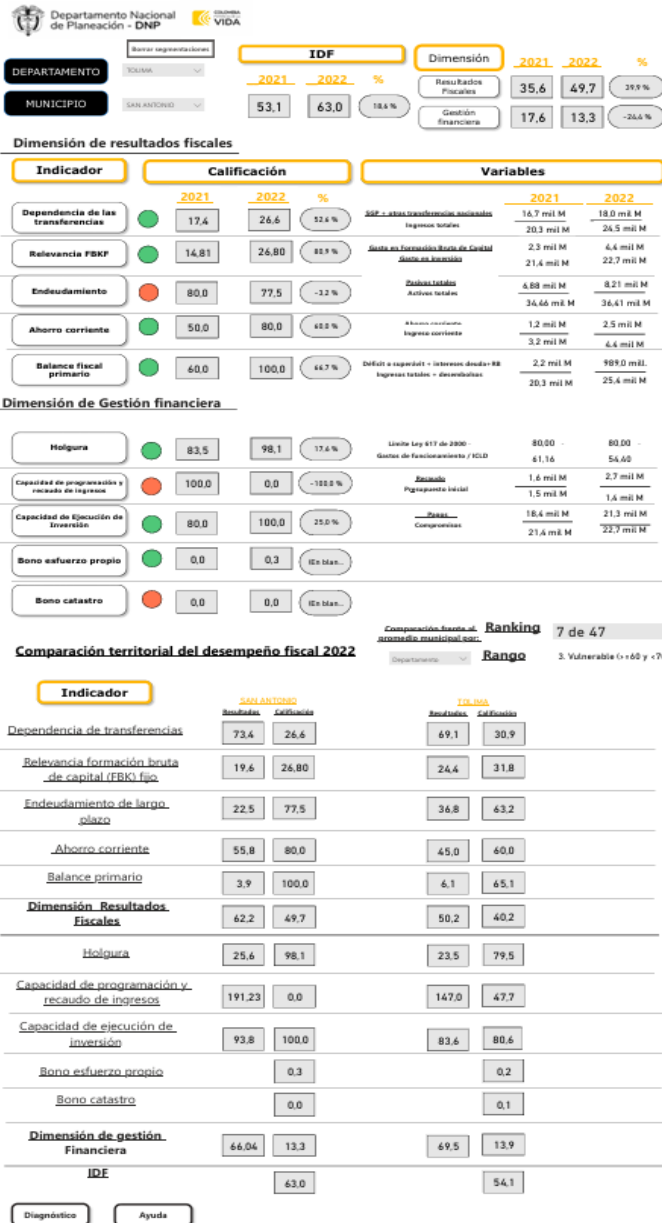 Departamento Nacional
de Planeación - DNP
COLOMBIA
VIDA
Borrar segmentaciones
DEPARTAMENTO
TOLIMA
MUNICIPIO
SAN ANTONIO
IDF
2021 2022 %
53,1 63,0 18,6 %
Dimensión 2021 2022 %
Resultados
Fiscales
35,6 49,7 39,9 %
Gestión
financiera
17,6 13,3 -24,4 %
Dimensión de resultados fiscales
Indicador Calificación Variables
2021 2022 % 2021 2022
Dependencia de las
transferencias
17,4 26,6 52,6 %
SGP + otras transferencias nacionales 16,7 mil M 18,0 mil M
Ingresos totales 20,3 mil M 24,5 mil M
Relevancia FBKF 14,81 26,80 80,9 %
Gasto en Formación Bruta de Capital 2,3 mil M 4,4 mil M
Gasto en inversión 21,4 mil M 22,7 mil M
Endeudamiento 80,0 77,5 -3,2 %
Pasivos totales 6,88 mil M 8,21 mil M
Activos totales 34,46 mil M 36,41 mil M
Ahorro corriente 50,0 80,0 60,0 %
Ahorro corriente 1,2 mil M 2,5 mil M
Ingreso corriente 3,2 mil M 4,4 mil M
Balance fiscal
primario
60,0 100,0 66,7 %
Déficit o superávit + intereses deuda+RB 2,2 mil M 989,0 mill.
Ingresos totales + desembolsos 20,3 mil M 25,4 mil M
Dimensión de Gestión financiera
Holgura 83,5 98,1 17,6 %
Limite Ley 617 de 2000 - 80,00 - 80,00 -
Gastos de funcionamiento / ICLD 61,16 54,40
Capacidad de programación y
recaudo de ingresos
100,0 0,0 -100,0 %
Recaudo 1,6 mil M 2,7 mil M
Presupuesto inicial 1,5 mil M 1,4 mil M
Capacidad de Ejecución de
Inversión
80,0 100,0 25,0 %
Pagos 18,4 mil M 21,3 mil M
Compromisos 21,4 mil M 22,7 mil M
Bono esfuerzo propio 0,0 0,3 (En blan...
Bono catastro 0,0 0,0 (En blan...
Comparación frente al
promedio municipal por:
Departamento
Ranking 7 de 47
Rango 3. Vulnerable (>=60 y <70
Comparación territorial del desempeño fiscal 2022
Indicador SAN ANTONIO TOLIMA
Resultados Calificación Resultados Calificación
Dependencia de transferencias 73,4 26,6 69,1 30,9
Relevancia formación bruta
de capital (FBK) fijo
19,6 26,80 24,4 31,8
Endeudamiento de largo
plazo
22,5 77,5 36,8 63,2
Ahorro corriente 55,8 80,0 45,0 60,0
Balance primario 3,9 100,0 6,1 65,1
Dimensión Resultados
Fiscales
62,2 49,7 50,2 40,2
Holgura 25,6 98,1 23,5 79,5
Capacidad de programación y
recaudo de ingresos
191,23 0,0 147,0 47,7
Capacidad de ejecución de
inversión
93,8 100,0 83,6 80,6
Bono esfuerzo propio 0,3 0,2
Bono catastro 0,0 0,1
Dimensión de gestión
Financiera
66,04 13,3 69,5 13,9
IDF 63,0 54,1
Diagnóstico Ayuda